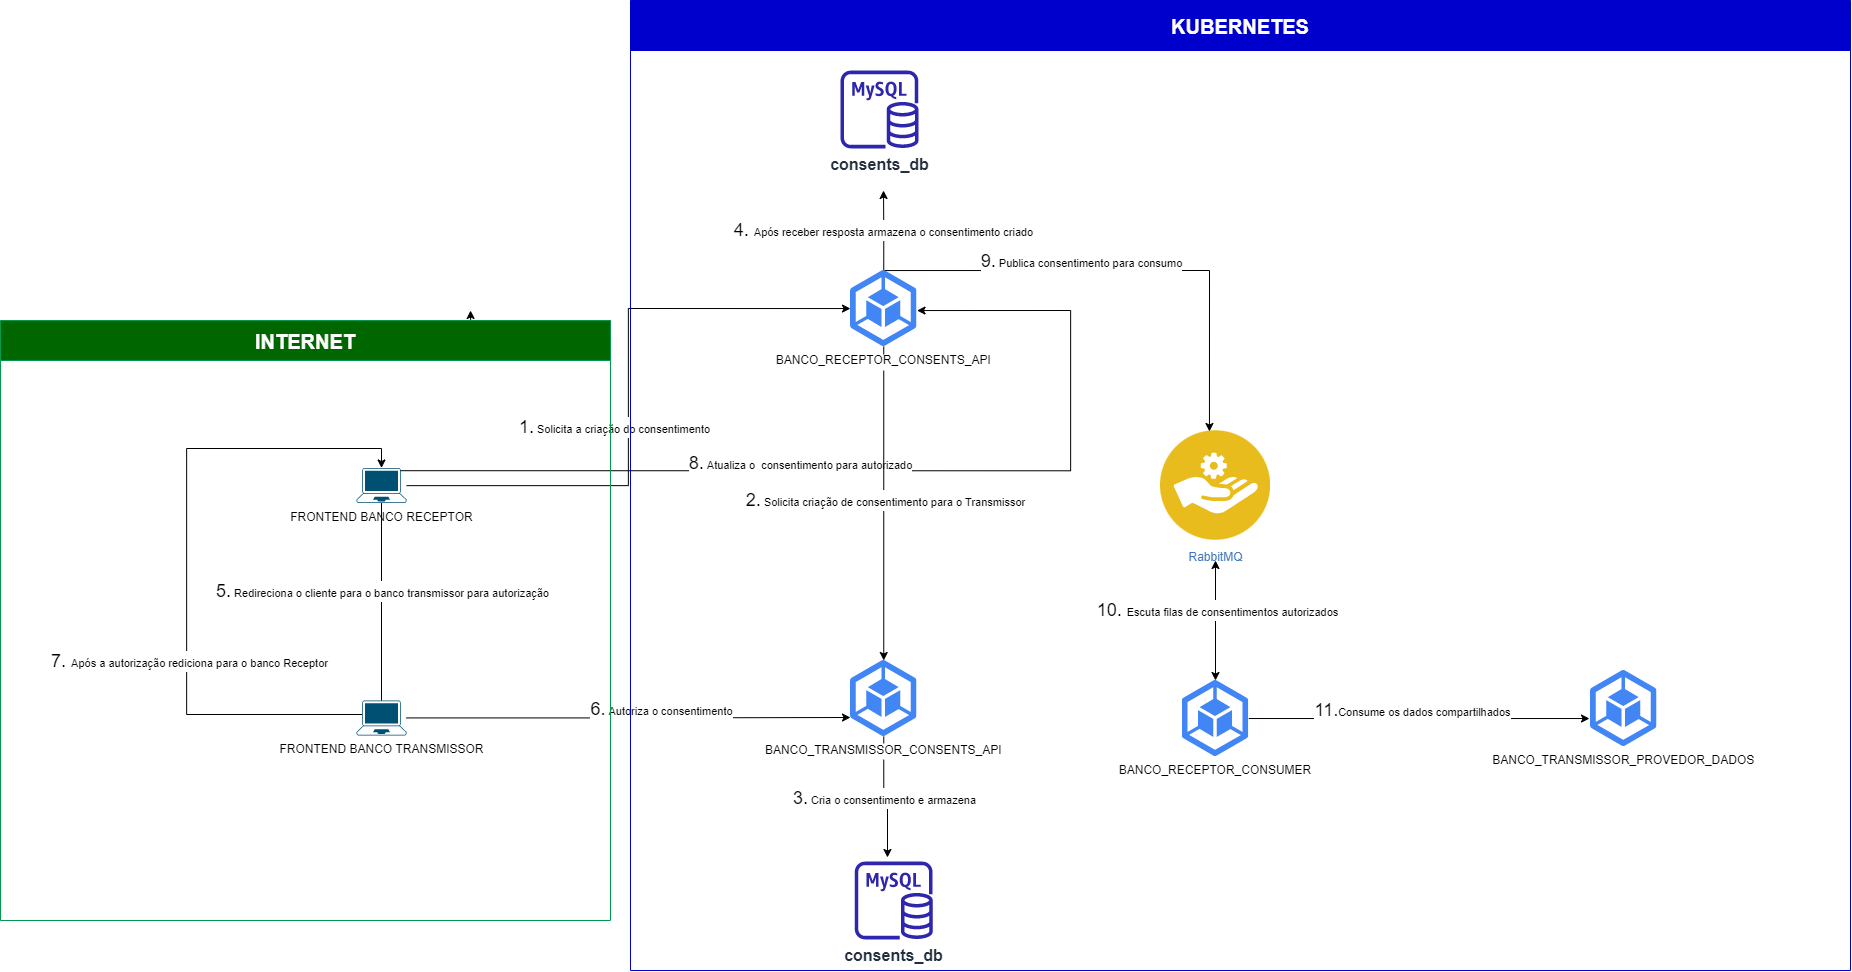 KUBERNETES
MySQL
consents_db
4. Após receber resposta armazena o consentimento criado
9. Publica consentimento para consumo
INTERNET
BANCO_RECEPTOR_CONSENTS_API
1. Solicita a criação do consentimento
8. Atualiza o consentimento para autorizado
2. Solicita criação de consentimento para o Transmissor
FRONTEND BANCO RECEPTOR
RabbitMQ
5. Redireciona o cliente para o banco transmissor para autorização
10. Escuta filas de consentimentos autorizados
7. Após a autorização rediciona para o banco Receptor
6. Autoriza o consentimento
11.Consume os dados compartilhados
FRONTEND BANCO TRANSMISSOR
BANCO_TRANSMISSOR_CONSENTS_API
BANCO_RECEPTOR_CONSUMER
BANCO_TRANSMISSOR_PROVEDOR_DADOS
3. Cria o consentimento e armazena
MySQL
consents_db